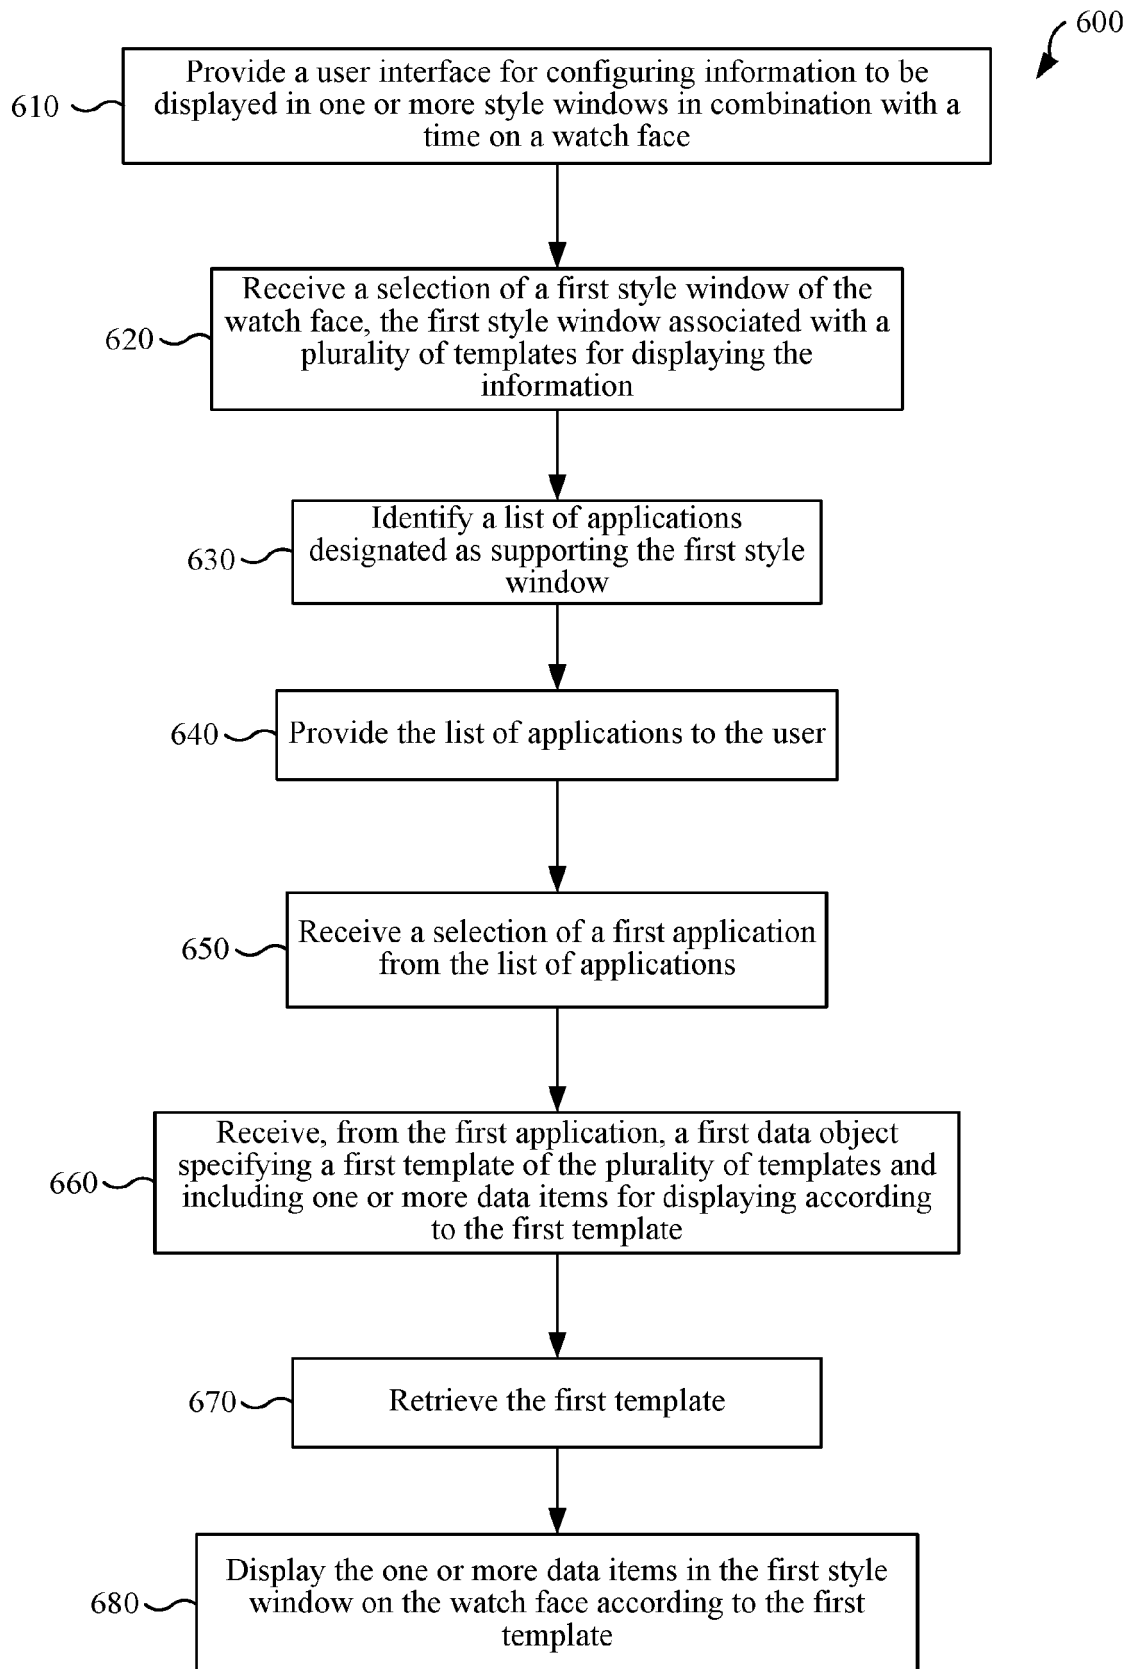 600
610
Provide a user interface for configuring information to be
displayed in one or more style windows in combination with a
time on a watch face
620
Receive a selection of a first style window of the
watch face, the first style window associated with a
plurality of templates for displaying the
information
630
Identify a list of applications
designated as supporting the first style
window
640
Provide the list of applications to the user
650
Receive a selection of a first application
from the list of applications
660
Receive, from the first application, a first data object
specifying a first template of the plurality of templates and
including one or more data items for displaying according
to the first template
670
Retrieve the first template
680
Display the one or more data items in the first style
window on the watch face according to the first
template